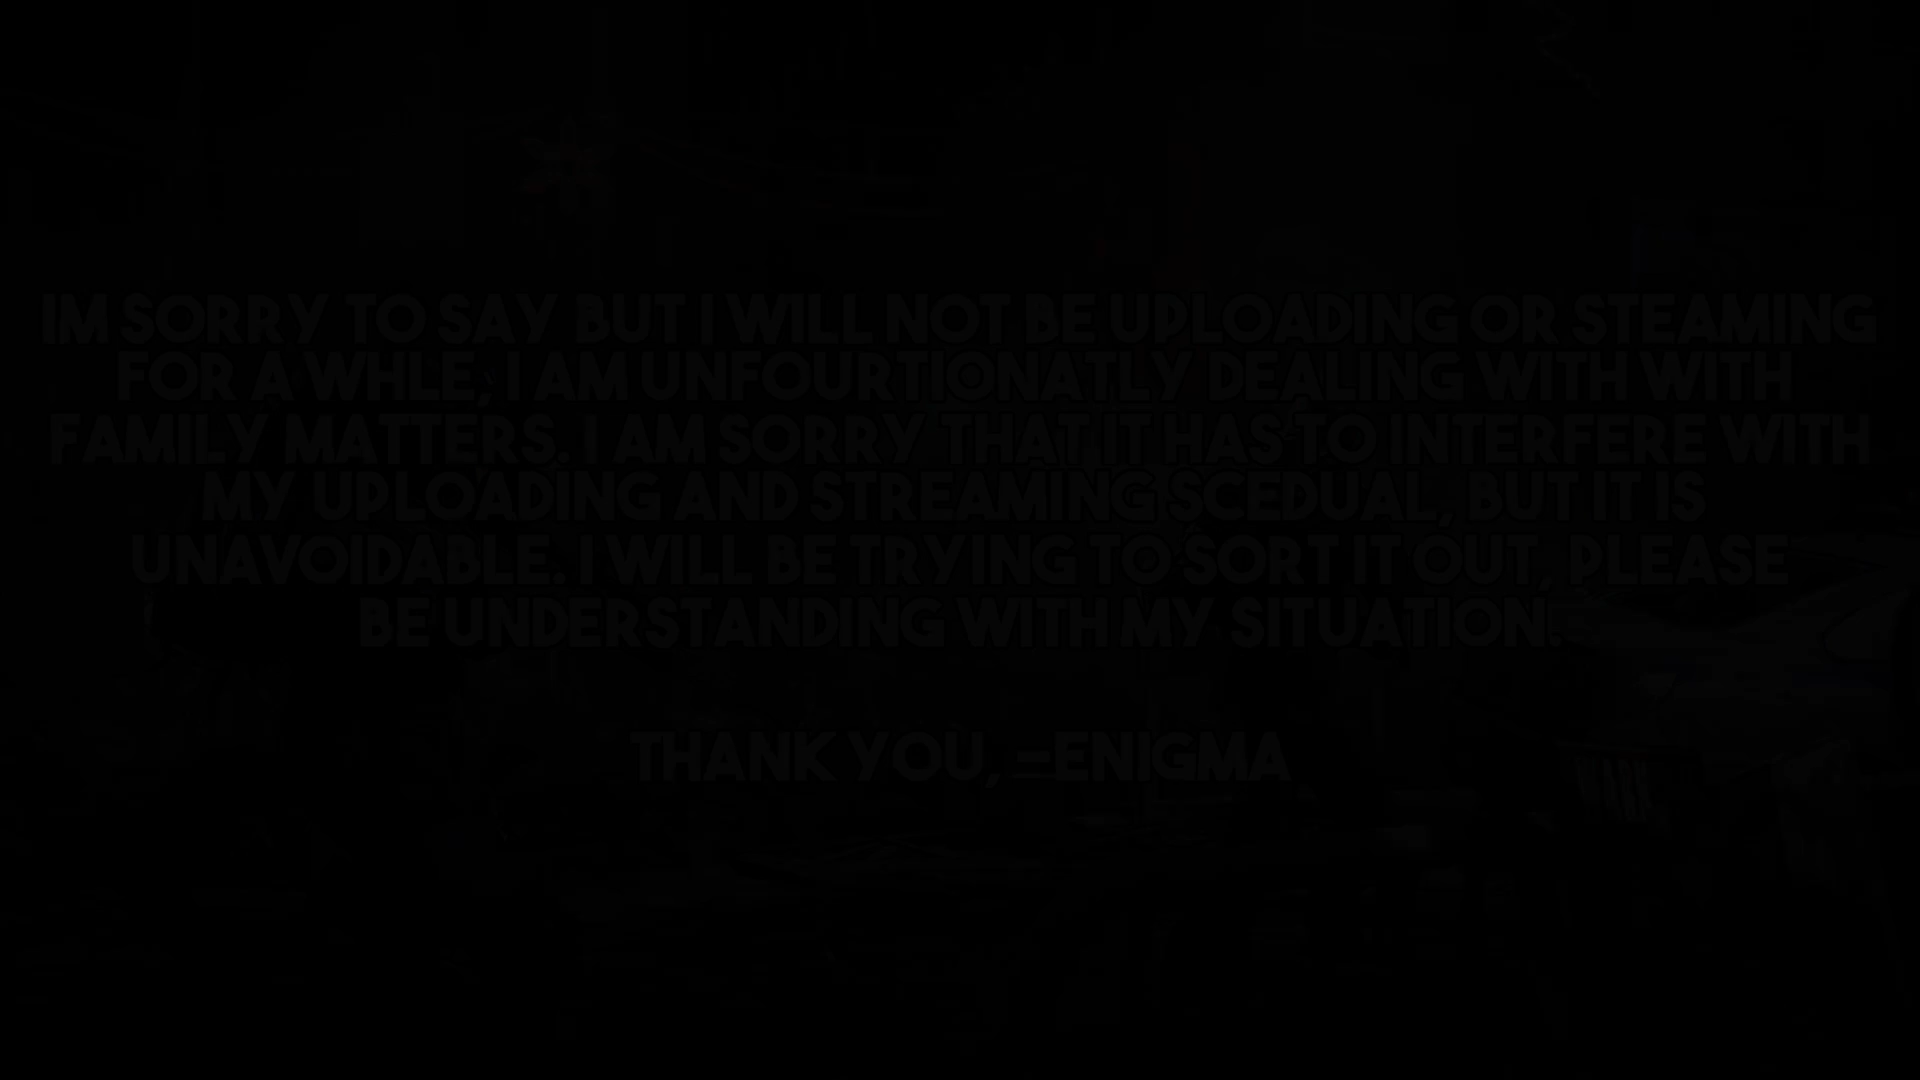 IM SORRY TO SAY BUT I WILL NOT BE UPLOADING OR STEAMING
FOR A WHLE, I AM UNFOURTIONATLY DEALING WITH WITH
FAMILY MATTERS. I AM SORRY THAT IT HAS TO INTERFERE WITH
MY UPLOADING AND STREAMING SCEDUAL, BUT IT IS
UNAVOIDABLE. I WILL BE TRYING TO SORT IT OUT, PLEASE
BE UNDERSTANDING WITH MY SITUATION.
THANK YOU, -ENIGMA